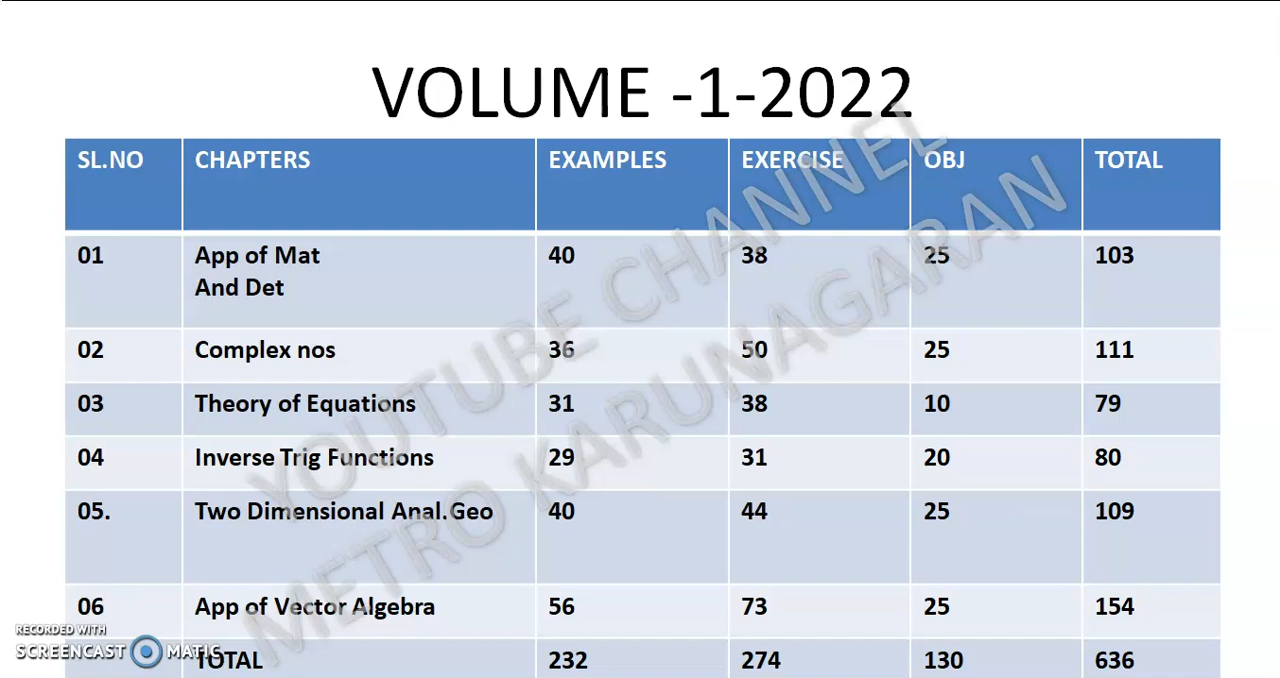 VOLUME -1-2022
SL.NO CHAPTERS EXAMPLES EXERCISE OBJ TOTAL
01 App of Mat 40 38 25 103
And Det
02 Complex nos 36 50 25 111
03 Theory of Equations 31 38 10 79
04 Inverse Trig Functions 29 31 20 80
05. Two Dimensional Anal.Geo 40 44 25 109
06 App of Vector Algebra 56 73 25 154
TOTAL 232 274 130 636
YOUTUBE CHANNEL
METRO KARUNAGARAN
RECORDED WITH
SCREENCAST MATIC